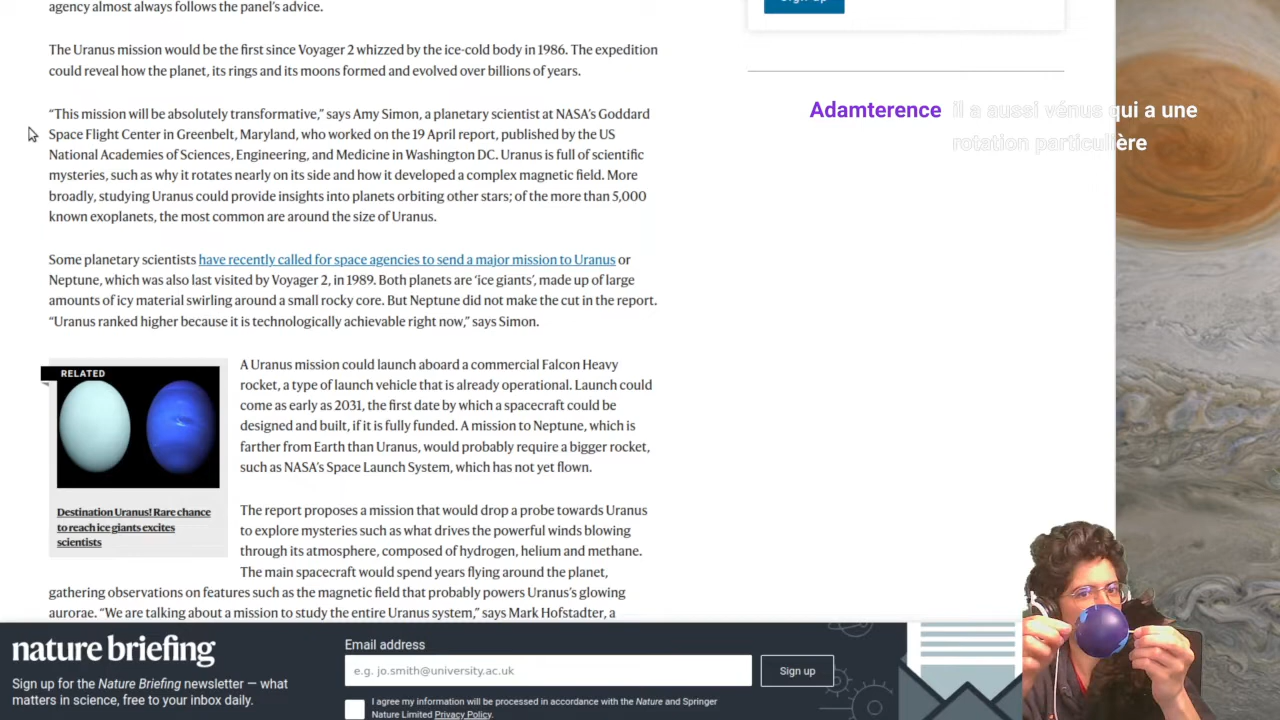 agency almost always follows the panel's advice.
The Uranus mission would be the first since Voyager 2 whizzed by the ice-cold body in 1986. The expedition
could reveal how the planet, its rings and its moons formed and evolved over billions of years.
“This mission will be absolutely transformative,” says Amy Simon, a planetary scientist at NASA’s Goddard
Space Flight Center in Greenbelt, Maryland, who worked on the 19 April report, published by the US
National Academies of Sciences, Engineering, and Medicine in Washington DC. Uranus is full of scientific
mysteries, such as why it rotates nearly on its side and how it developed a complex magnetic field. More
broadly, studying Uranus could provide insights into planets orbiting other stars; of the more than 5,000
known exoplanets, the most common are around the size of Uranus.
Some planetary scientists have recently called for space agencies to send a major mission to Uranus or
Neptune, which was also last visited by Voyager 2, in 1989. Both planets are ‘ice giants’, made up of large
amounts of icy material swirling around a small rocky core. But Neptune did not make the cut in the report.
“Uranus ranked higher because it is technologically achievable right now,” says Simon.
RELATED
Destination Uranus! Rare chance
to reach ice giants excites
scientists
A Uranus mission could launch aboard a commercial Falcon Heavy
rocket, a type of launch vehicle that is already operational. Launch could
come as early as 2031, the first date by which a spacecraft could be
designed and built, if it is fully funded. A mission to Neptune, which is
farther from Earth than Uranus, would probably require a bigger rocket,
such as NASA’s Space Launch System, which has not yet flown.
The report proposes a mission that would drop a probe towards Uranus
to explore mysteries such as what drives the powerful winds blowing
through its atmosphere, composed of hydrogen, helium and methane.
The main spacecraft would spend years flying around the planet,
gathering observations on features such as the magnetic field that probably powers Uranus’s glowing
aurorae. “We are talking about a mission to study the entire Uranus system,” says Mark Hofstadter, a
Sign up
Adamterence il a aussi vénus qui a une
rotation particulière
nature briefing
Sign up for the Nature Briefing newsletter — what
matters in science, free to your inbox daily.
Email address
e.g. jo.smith@university.ac.uk
Sign up
I agree my information will be processed in accordance with the Nature and Springer
Nature Limited Privacy Policy.